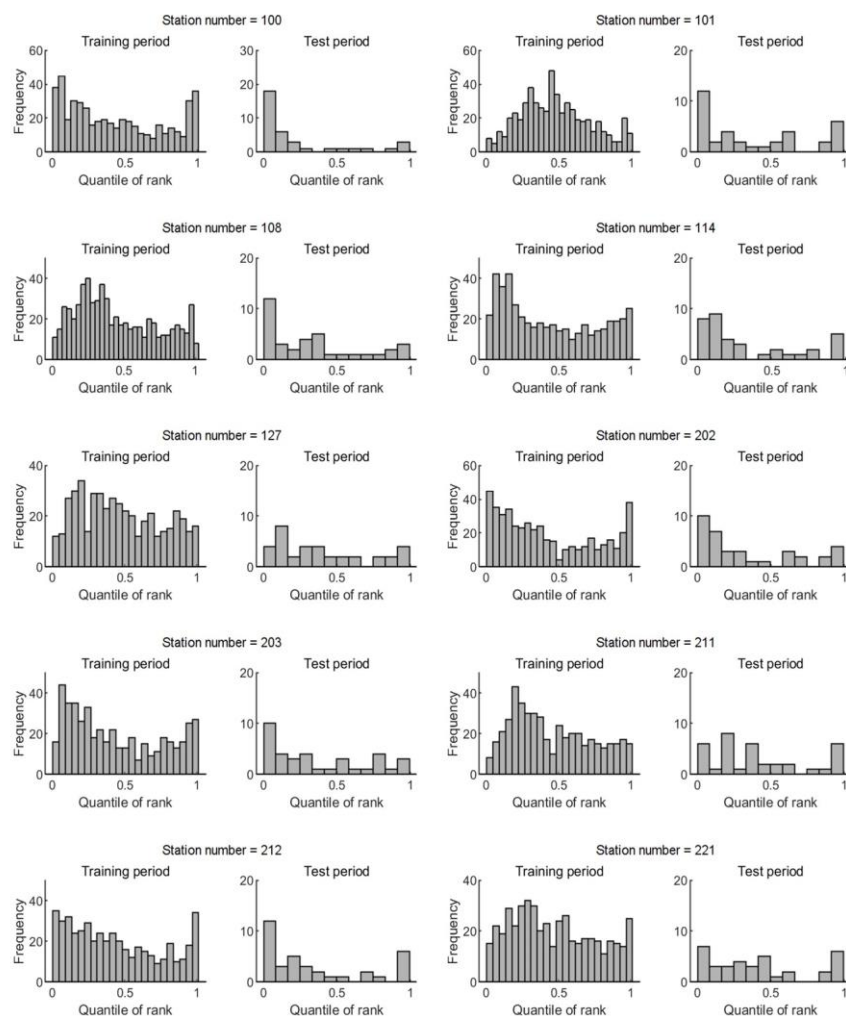 Station number = 100
Training period
Test period
Frequency
60
40
20
0
0
0.5
1
Quantile of rank
30
20
10
0
0
0.5
1
Quantile of rank
Station number = 101
Training period
Test period
Frequency
60
40
20
0
0
0.5
1
Quantile of rank
20
10
0
0
0.5
1
Quantile of rank
Station number = 108
Training period
Test period
Frequency
40
20
0
0
0.5
1
Quantile of rank
20
10
0
0
0.5
1
Quantile of rank
Station number = 114
Training period
Test period
Frequency
40
20
0
0
0.5
1
Quantile of rank
20
10
0
0
0.5
1
Quantile of rank
Station number = 127
Training period
Test period
Frequency
40
20
0
0
0.5
1
Quantile of rank
20
10
0
0
0.5
1
Quantile of rank
Station number = 202
Training period
Test period
Frequency
60
40
20
0
0
0.5
1
Quantile of rank
20
10
0
0
0.5
1
Quantile of rank
Station number = 203
Training period
Test period
Frequency
40
20
0
0
0.5
1
Quantile of rank
20
10
0
0
0.5
1
Quantile of rank
Station number = 211
Training period
Test period
Frequency
40
20
0
0
0.5
1
Quantile of rank
20
10
0
0
0.5
1
Quantile of rank
Station number = 212
Training period
Test period
Frequency
40
20
0
0
0.5
1
Quantile of rank
20
10
0
0
0.5
1
Quantile of rank
Station number = 221
Training period
Test period
Frequency
40
20
0
0
0.5
1
Quantile of rank
20
10
0
0
0.5
1
Quantile of rank